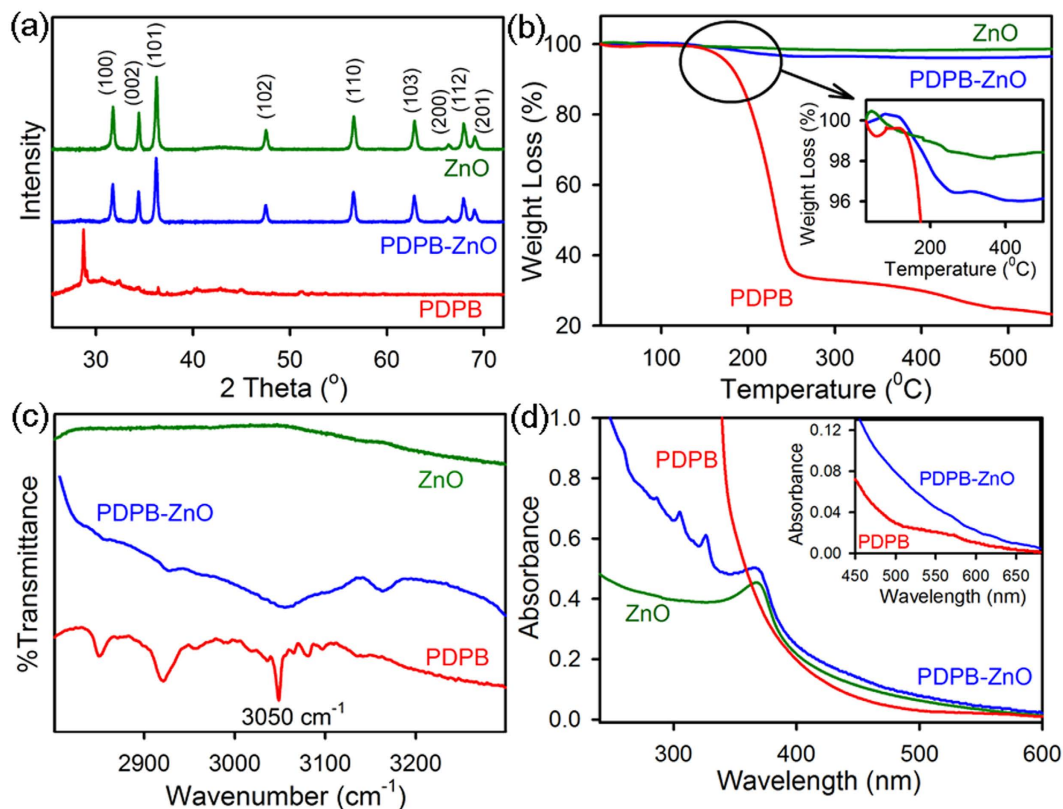 (a)
(100)
(002)
(101)
(102)
(110)
(103)
(200)
(112)
(201)
ZnO
PDPB-ZnO
PDPB
Intensity
30 40 50 60 70
2 Theta (°)
(b)
100
80
60
40
20
Weight Loss (%)
ZnO
PDPB-ZnO
PDPB
100
98
96
Weight Loss (%)
200 400
Temperature (⁰C)
100 200 300 400 500
Temperature (⁰C)
(c)
%Transmittance
ZnO
PDPB-ZnO
PDPB
3050 cm⁻¹
2900 3000 3100 3200
Wavenumber (cm⁻¹)
(d)
1.0
0.8
0.6
0.4
0.2
0.0
Absorbance
PDPB
ZnO
PDPB-ZnO
0.12
0.08
0.04
0.00
Absorbance
PDPB-ZnO
PDPB
450 500 550 600 650
Wavelength (nm)
300 400 500 600
Wavelength (nm)